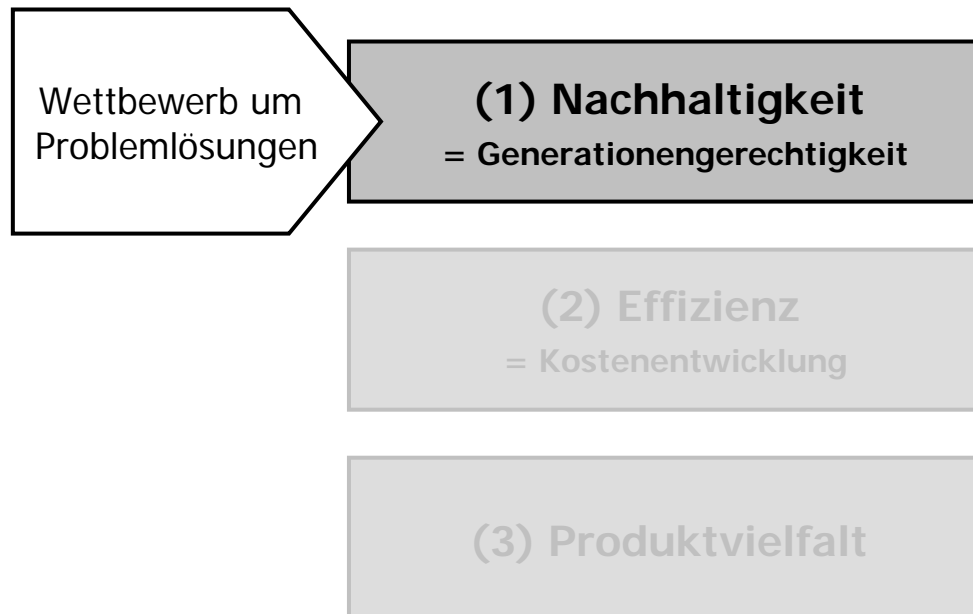 Wettbewerb um
Problemlösungen
(1) Nachhaltigkeit
= Generationengerechtigkeit
(2) Effizienz
= Kostenentwicklung
(3) Produktvielfalt